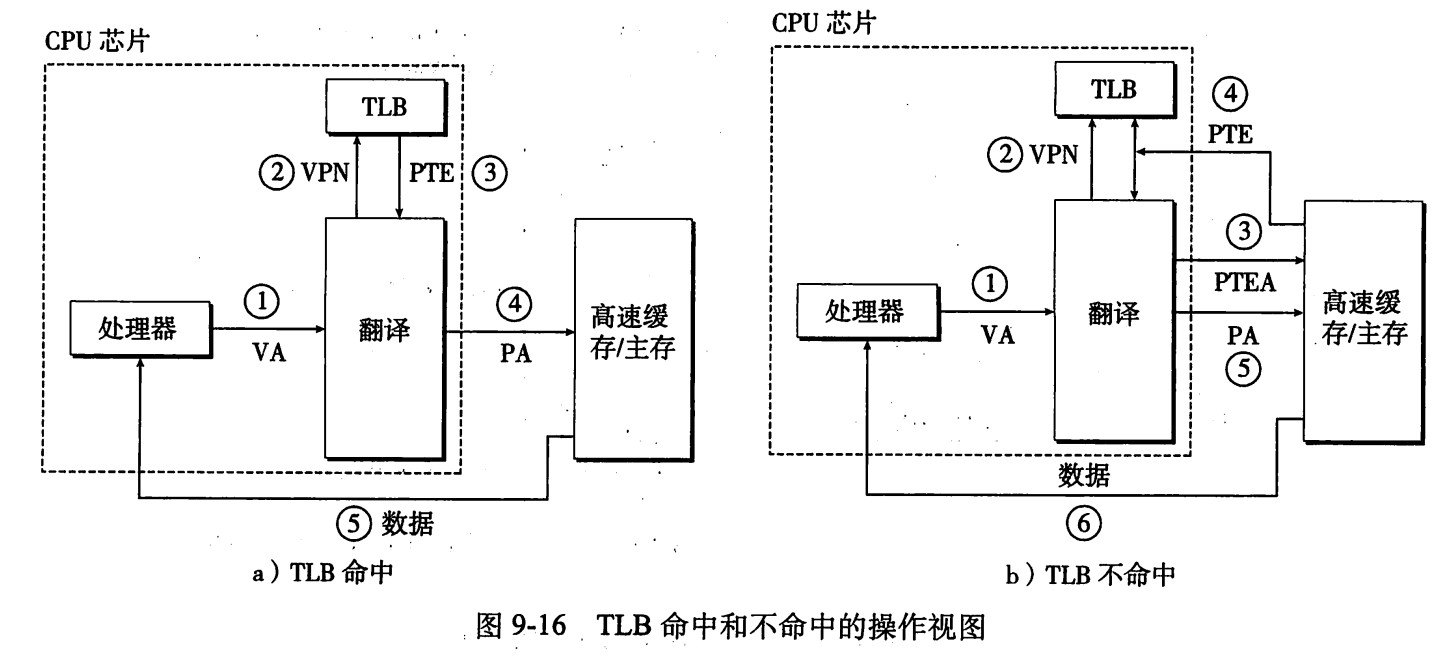 CPU 芯片
TLB
② VPN
PTE ③
处理器
①
VA
翻译
④
PA
高速缓
存/主存
⑤ 数据
a）TLB 命中
CPU 芯片
TLB
② VPN
④
PTE
处理器
①
VA
翻译
③
PTEA
PA
⑤
高速缓
存/主存
数据
⑥
b）TLB 不命中
图 9-16 TLB 命中和不命中的操作视图